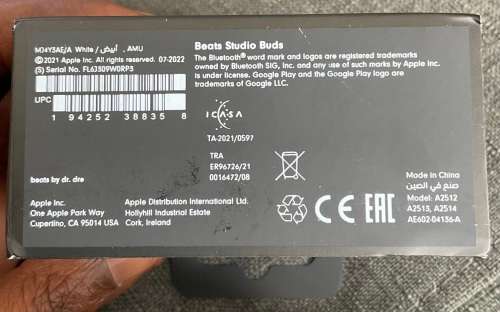 MJ4Y3AE/A White / أبيض , AMU
©2021 Apple Inc. All rights reserved. 07-2022
(S) Serial No. FL6J309W0RP3
UPC
1 94252 38835 8
beats by dr. dre
Apple Inc.
One Apple Park Way
Cupertino, CA 95014 USA
Apple Distribution International Ltd.
Hollyhill Industrial Estate
Cork, Ireland
Beats Studio Buds
The Bluetooth® word mark and logos are registered trademarks
owned by Bluetooth SIG, Inc. and any use of such marks by Apple Inc.
is under license. Google Play and the Google Play logo are
trademarks of Google LLC.
ICASA
TA-2021/0597
TRA
ER96726/21
0016472/08
CE EAC
Made in China
صنع في الصين
Model: A2512
A2513, A2514
AE602-04136-A